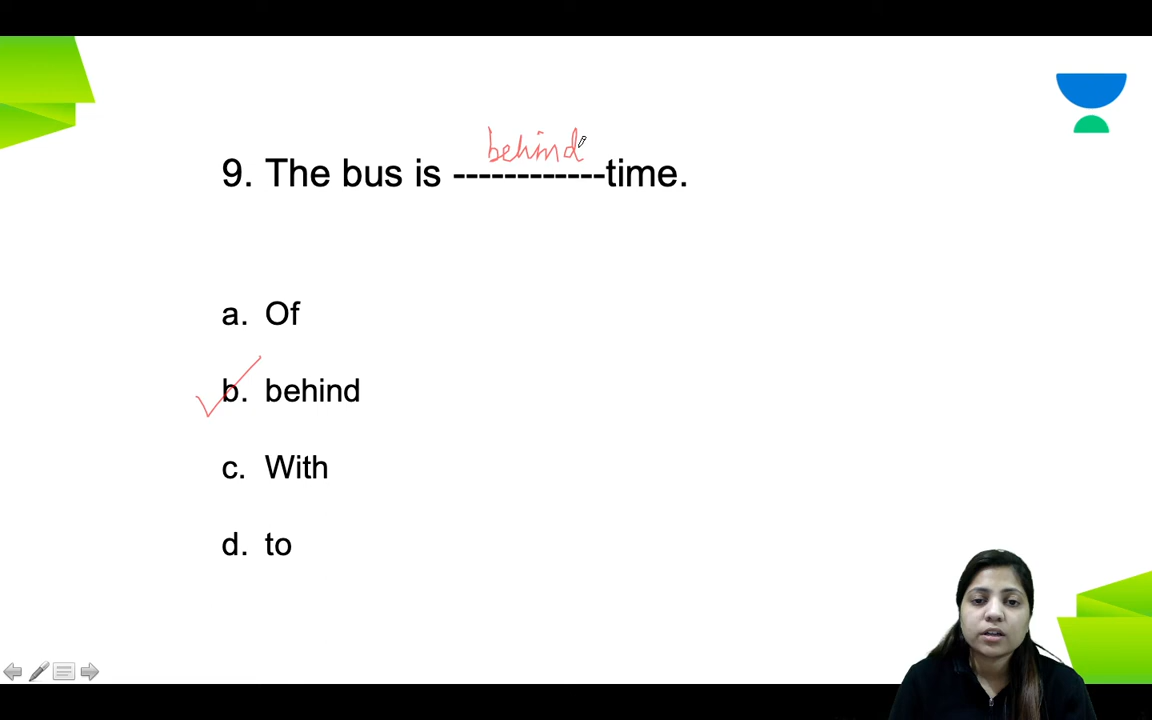 behind
9. The bus is ------------time.
a. Of
b. behind
c. With
d. to